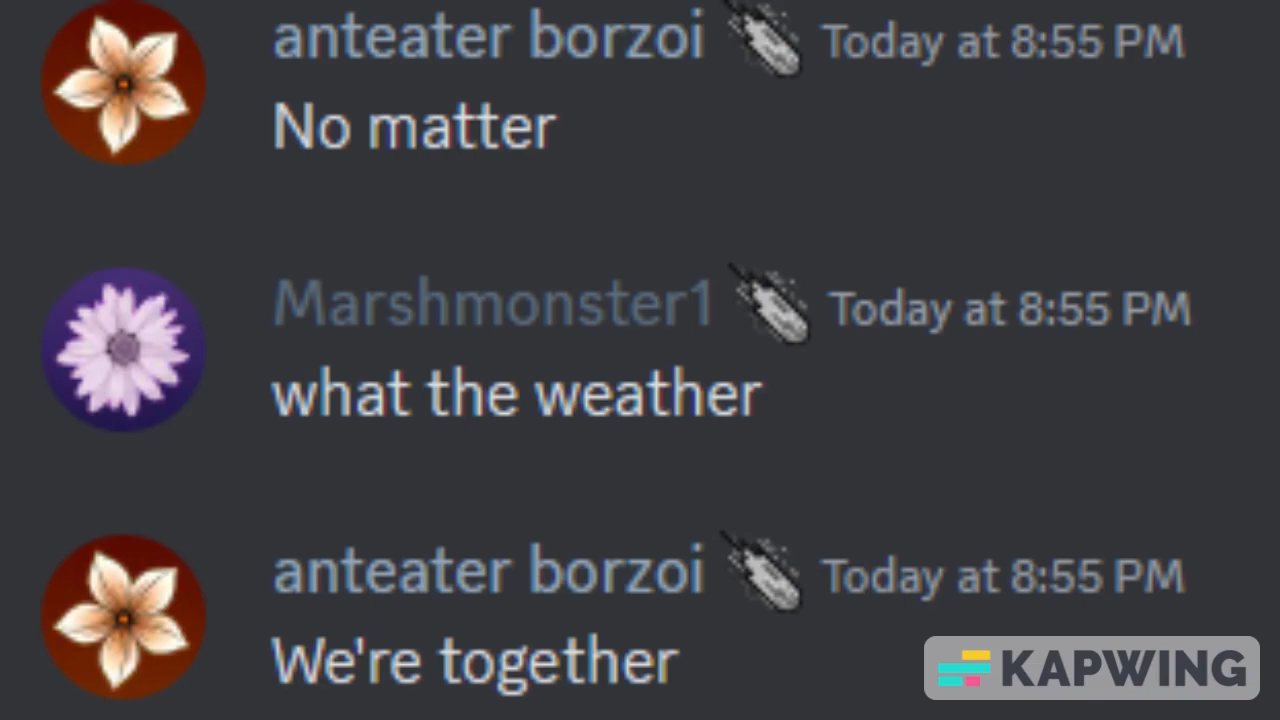 anteater borzoi Today at 8:55 PM
No matter
Marshmonster1 Today at 8:55 PM
what the weather
anteater borzoi Today at 8:55 PM
We're together
KAPWING